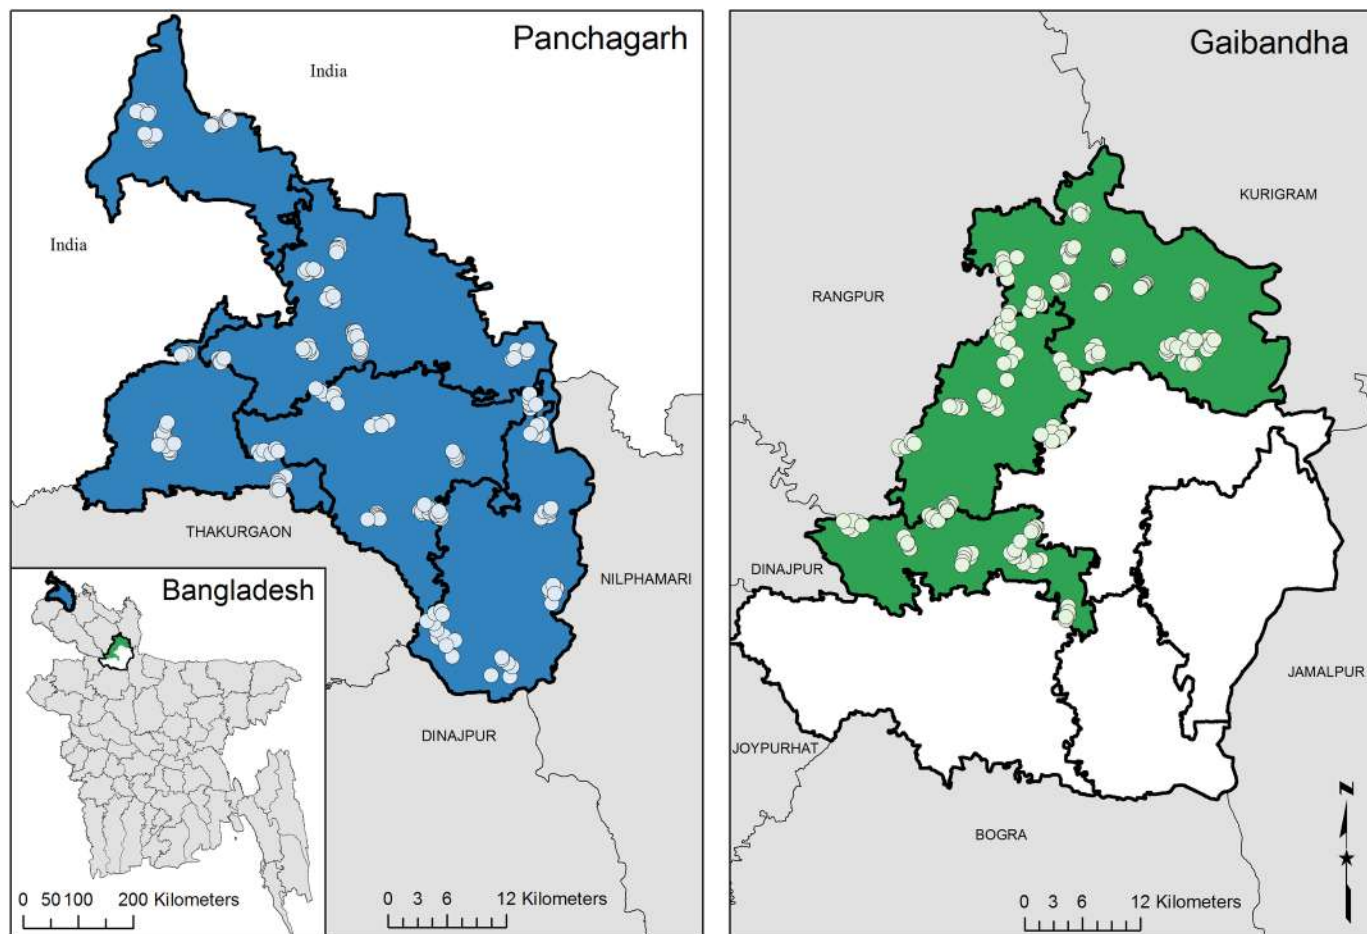 Panchagarh
India
India
THAKURGAON
NILPHAMARI
DINAJPUR
0 3 6 12 Kilometers
Bangladesh
0 50 100 200 Kilometers
Gaibandha
KURIGRAM
RANGPUR
DINAJPUR
JAMALPUR
JOYPURHAT
BOGRA
N
0 3 6 12 Kilometers